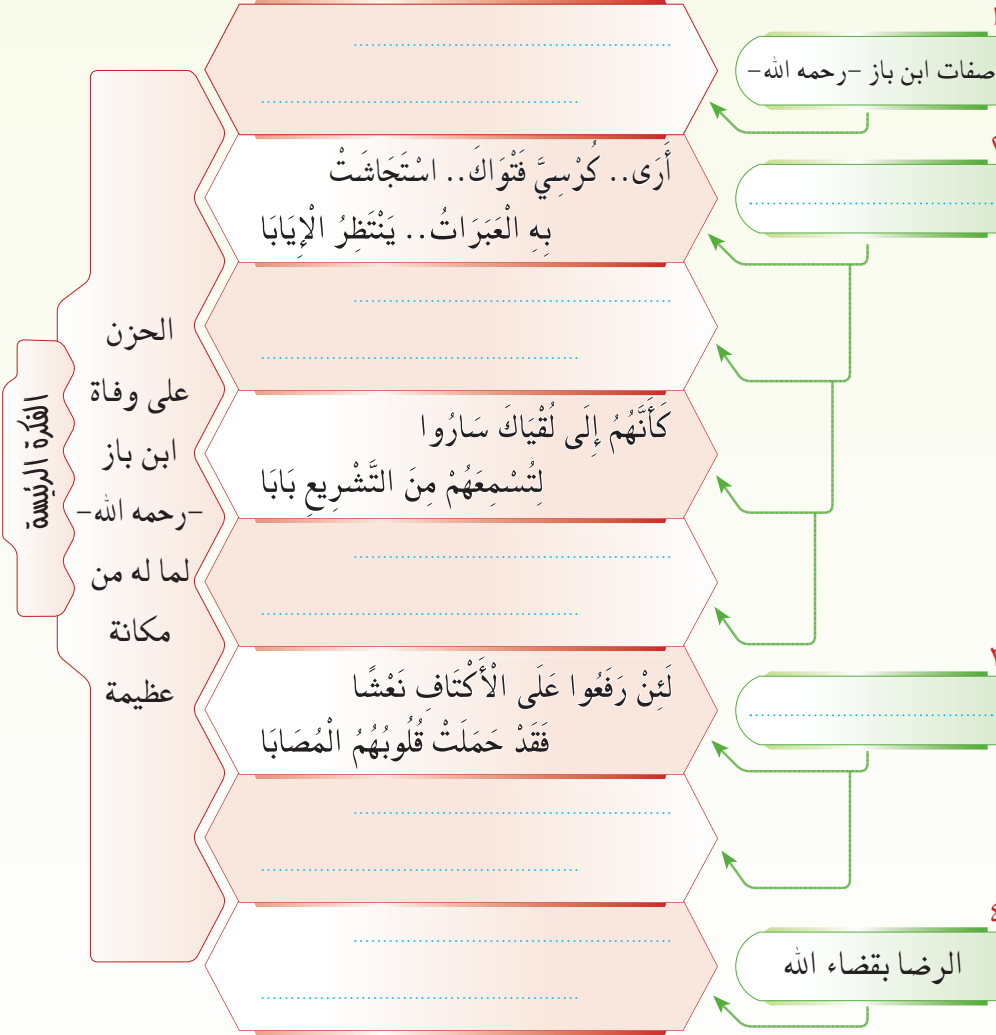 صفات ابن باز –رحمه الله–
أَرَى.. كُرْسِيَّ فَتْوَاكَ.. اسْتَجَاشَتْ
بِهِ الْعَبَرَاتُ.. يَنْتَظِرُ الْإِيَابَا
كَأَنَّهُمُ إِلَى لُقْيَاكَ سَارُوا
لِتُسْمِعَهُمْ مِنَ التَّشْرِيعِ بَابَا
لَئِنْ رَفَعُوا عَلَى الْأَكْتَافِ نَعْشًا
فَقَدْ حَمَلَتْ قُلُوبُهُمُ الْمُصَابَا
٤
الرضا بقضاء الله
الحزن
على وفاة
ابن باز
–رحمه الله–
لما له من
مكانة
عظيمة
الفكرة الرئيسة